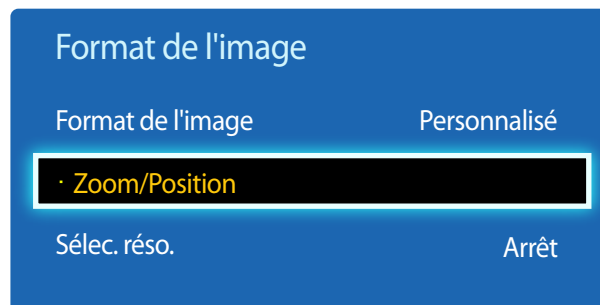 Format de l'image
Format de l'image Personnalisé
· Zoom/Position
Sélec. réso. Arrêt